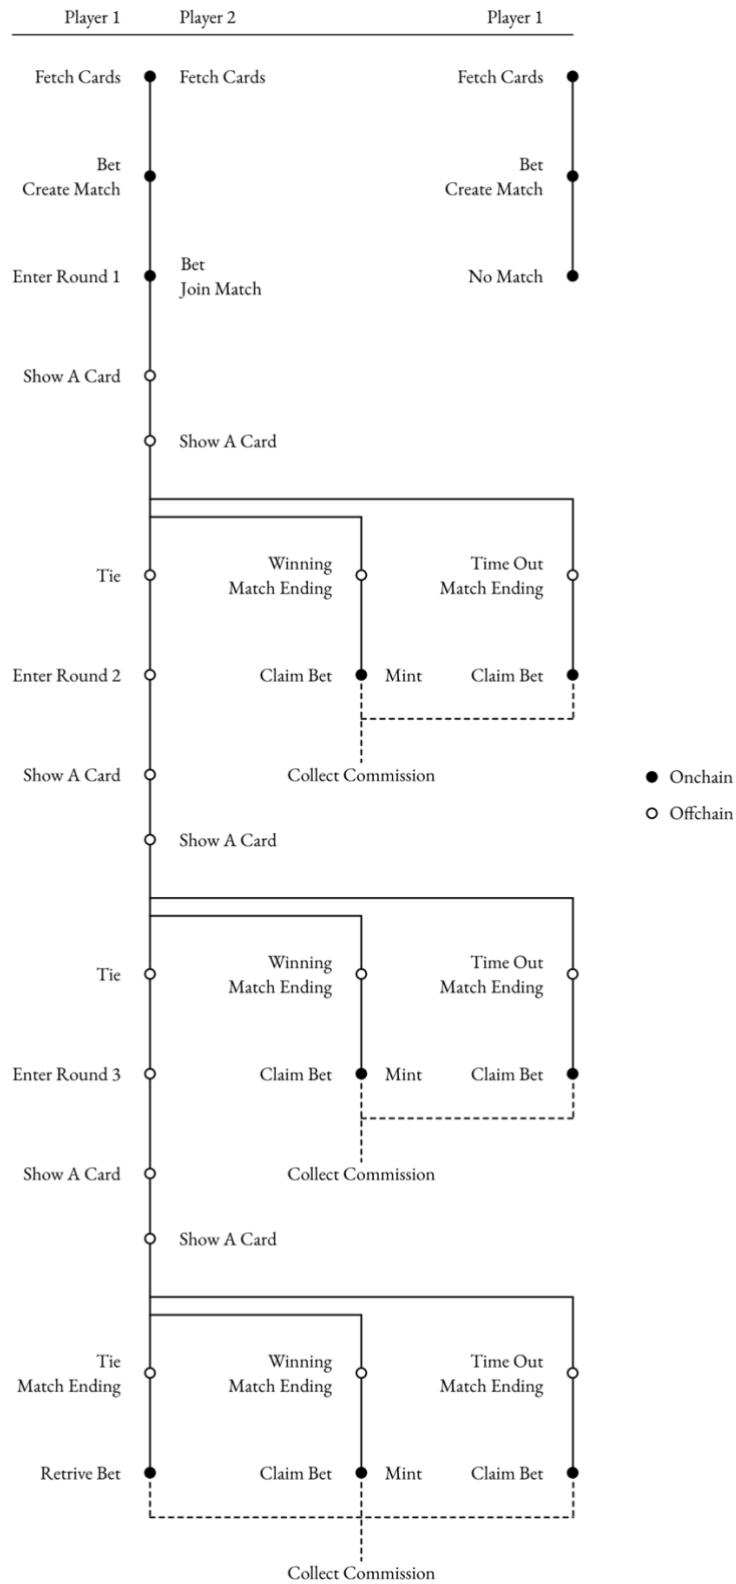 Player 1 Player 2 Player 1
Fetch Cards Fetch Cards Fetch Cards
Bet Bet
Create Match Create Match
Bet
Enter Round 1 No Match
Join Match
Show A Card
Show A Card
Winning Time Out
Tie
Match Ending Match Ending
Enter Round 2 Claim Bet Mint Claim Bet
Show A Card Collect Commission
Onchain
Offchain
Show A Card
Winning Time Out
Tie
Match Ending Match Ending
Enter Round 3 Claim Bet Mint Claim Bet
Show A Card Collect Commission
Show A Card
Tie Winning Time Out
Match Ending Match Ending Match Ending
Retrive Bet Claim Bet Mint Claim Bet
Collect Commission